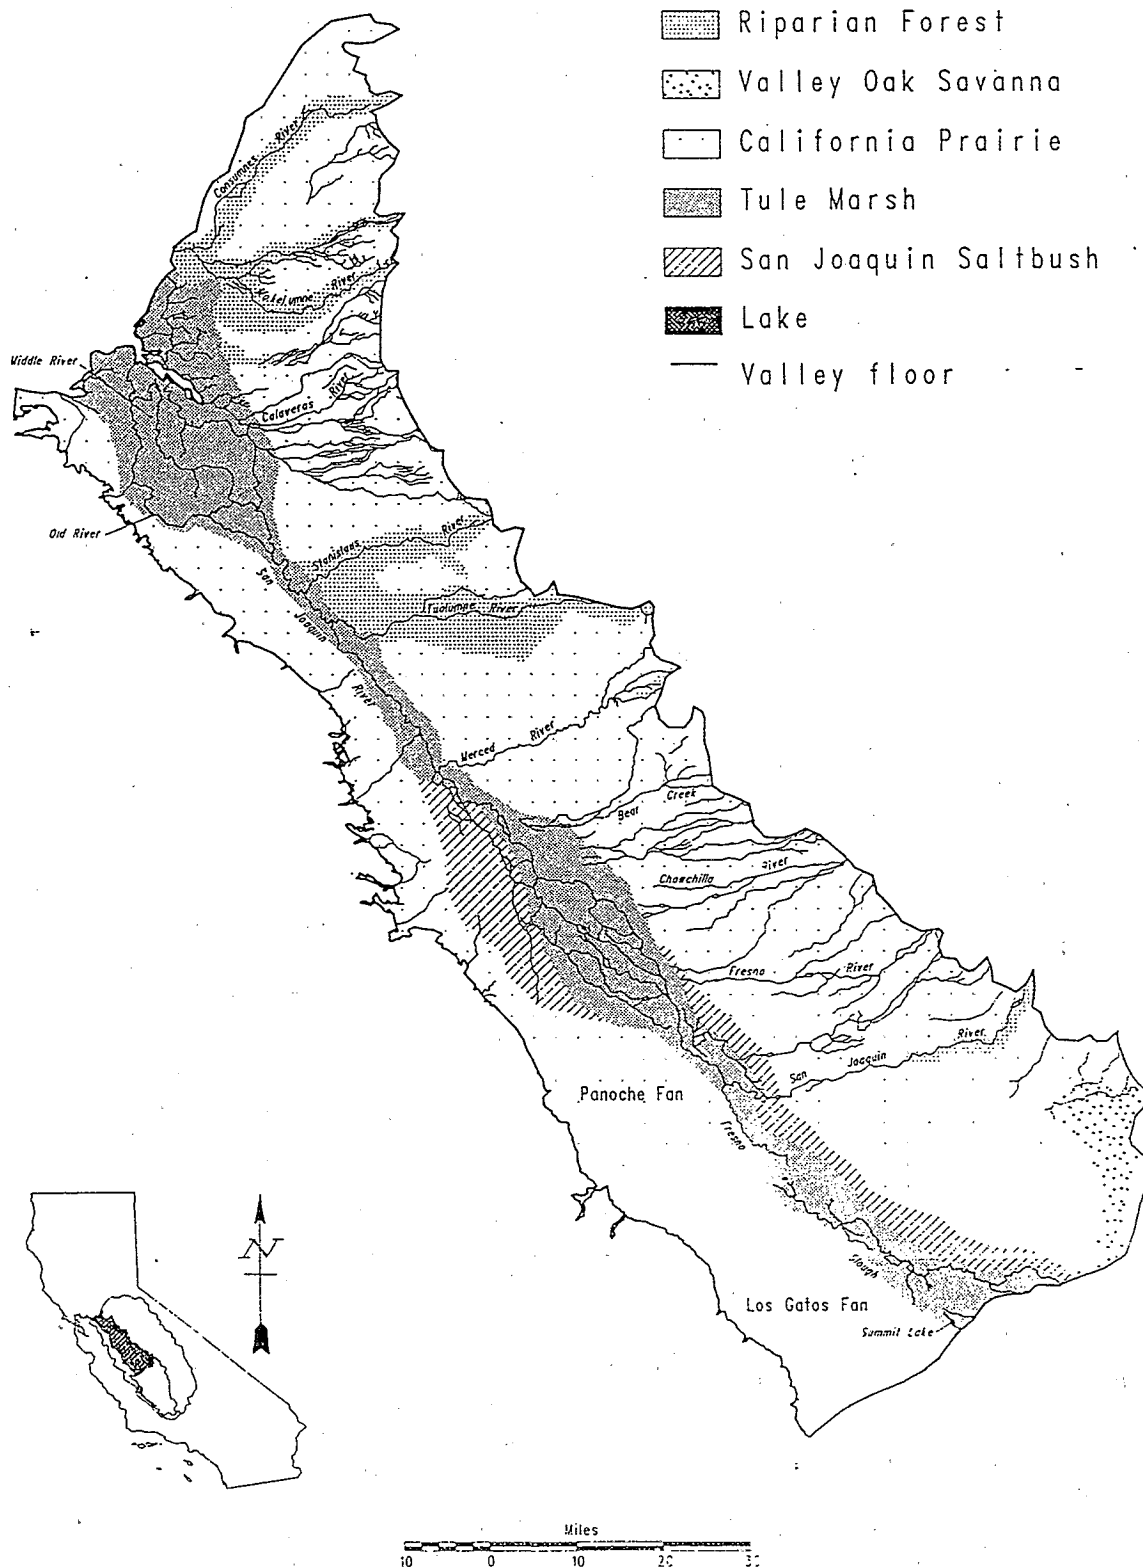 Riparian Forest
Valley Oak Savanna
California Prairie
Tule Marsh
San Joaquin Saltbush
Lake
Valley floor
Consumnes River
Mokelumne River
Middle River
Calaveras River
Old River
Stanislaus River
San Joaquin River
Tuolumne River
Merced River
Bear Creek
Chowchilla River
Fresno River
San Joaquin River
Panoche Fan
Fresno Slough
Los Gatos Fan
Summit Lake
N
Miles
10 0 10 20 30